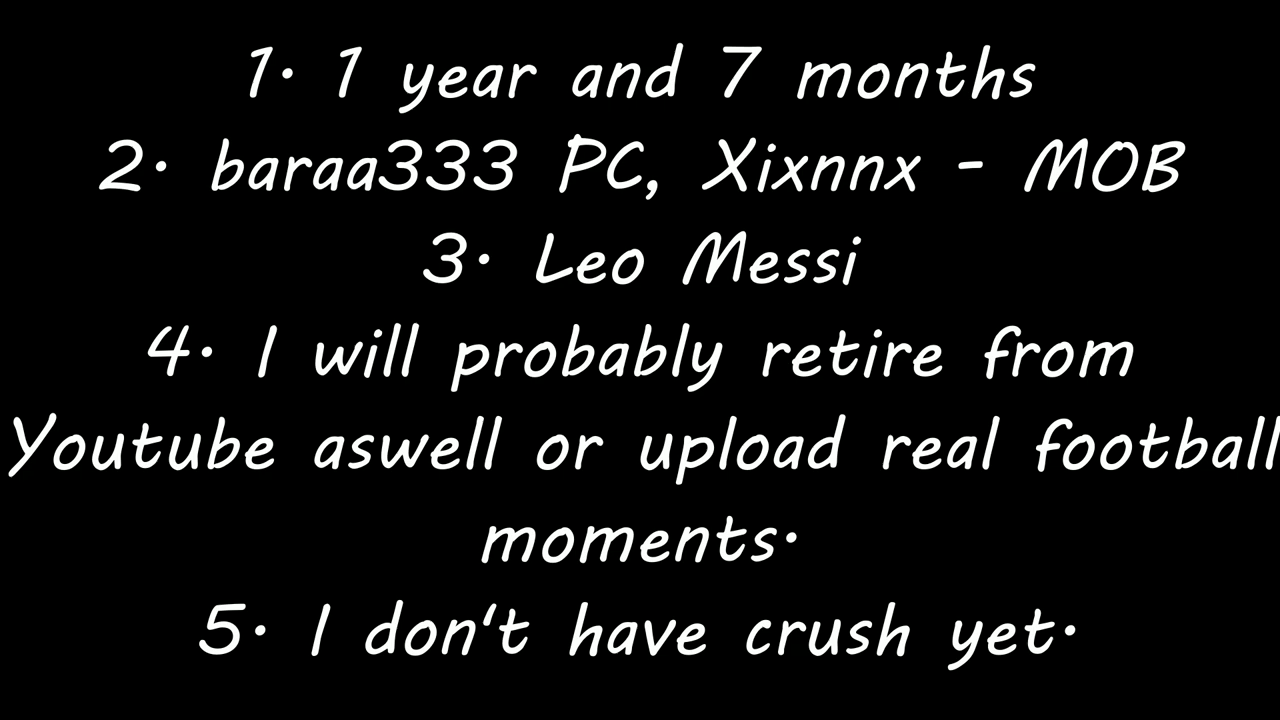 1. 1 year and 7 months
2. baraa333 PC, Xixnnx - MOB
3. Leo Messi
4. I will probably retire from
Youtube aswell or upload real football
moments.
5. I don't have crush yet.